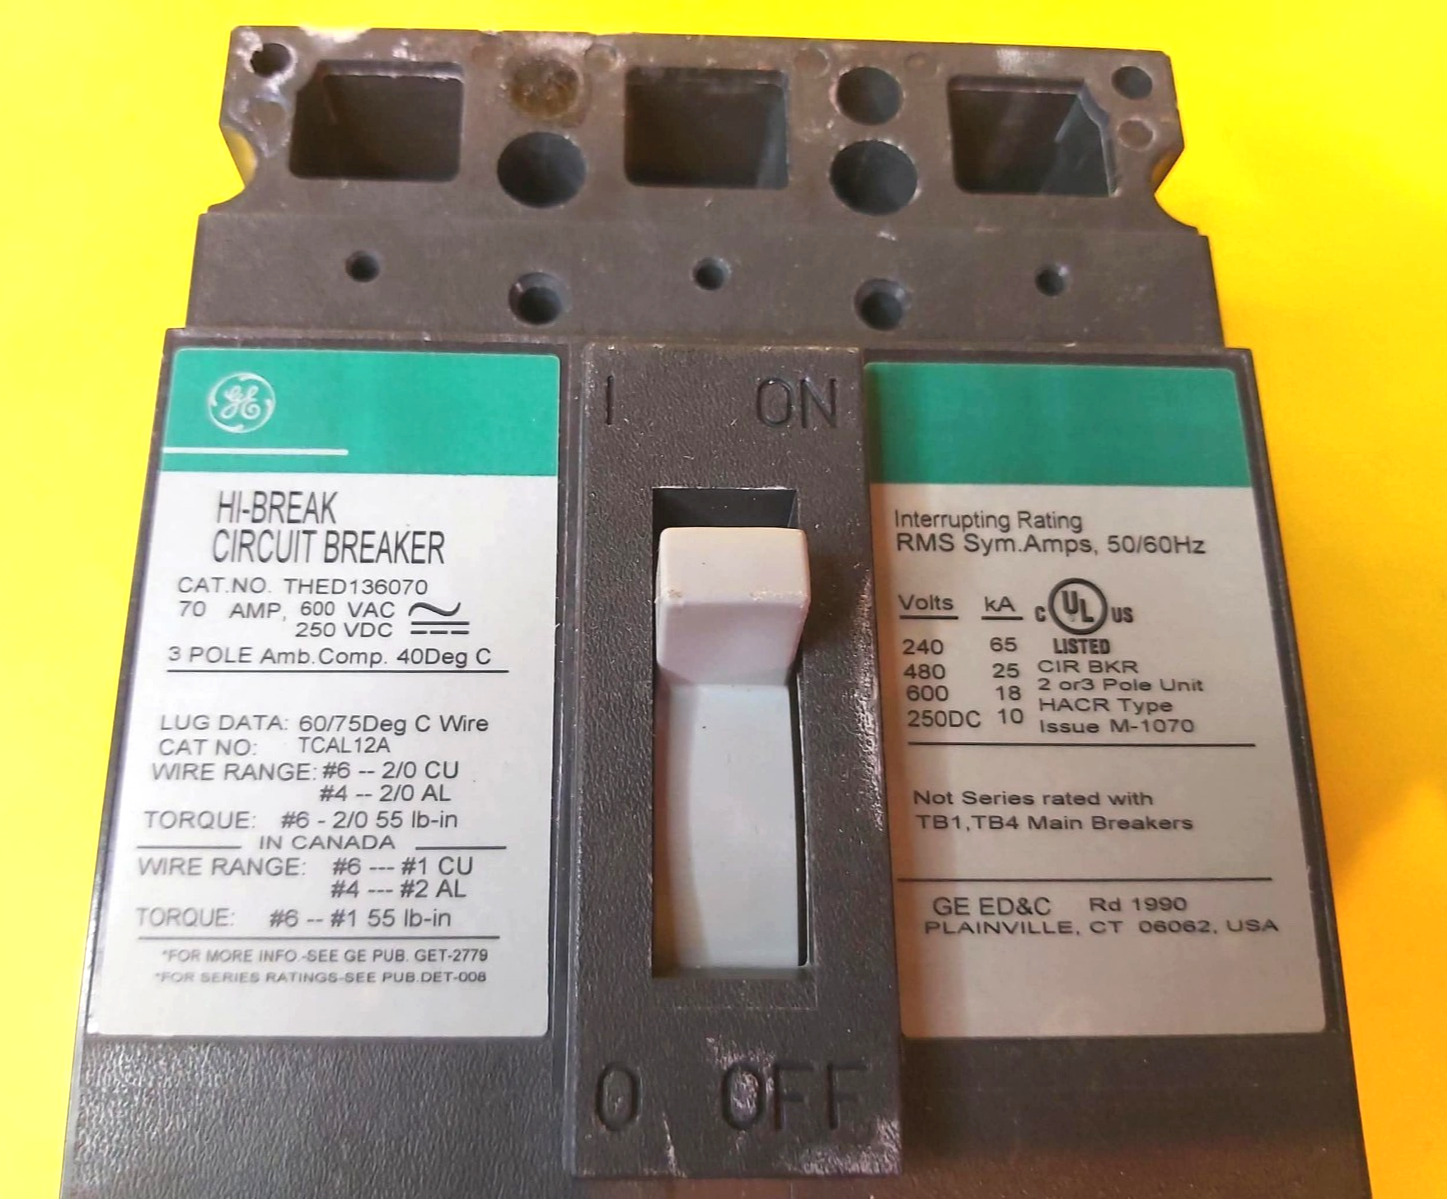 GE
HI-BREAK
CIRCUIT BREAKER
CAT.NO. THED136070
70 AMP, 600 VAC
250 VDC
3 POLE Amb.Comp. 40Deg C
LUG DATA: 60/75Deg C Wire
CAT NO: TCAL12A
WIRE RANGE: #6 -- 2/0 CU
#4 -- 2/0 AL
TORQUE: #6 - 2/0 55 lb-in
IN CANADA
WIRE RANGE: #6 --- #1 CU
#4 --- #2 AL
TORQUE: #6 -- #1 55 lb-in
*FOR MORE INFO.-SEE GE PUB. GET-2779
*FOR SERIES RATINGS-SEE PUB.DET-008
I ON
O OFF
Interrupting Rating
RMS Sym.Amps, 50/60Hz
Volts kA
240 65
480 25
600 18
250DC 10
C UL US
LISTED
CIR BKR
2 or3 Pole Unit
HACR Type
Issue M-1070
Not Series rated with
TB1,TB4 Main Breakers
GE ED&C Rd 1990
PLAINVILLE, CT 06062, USA